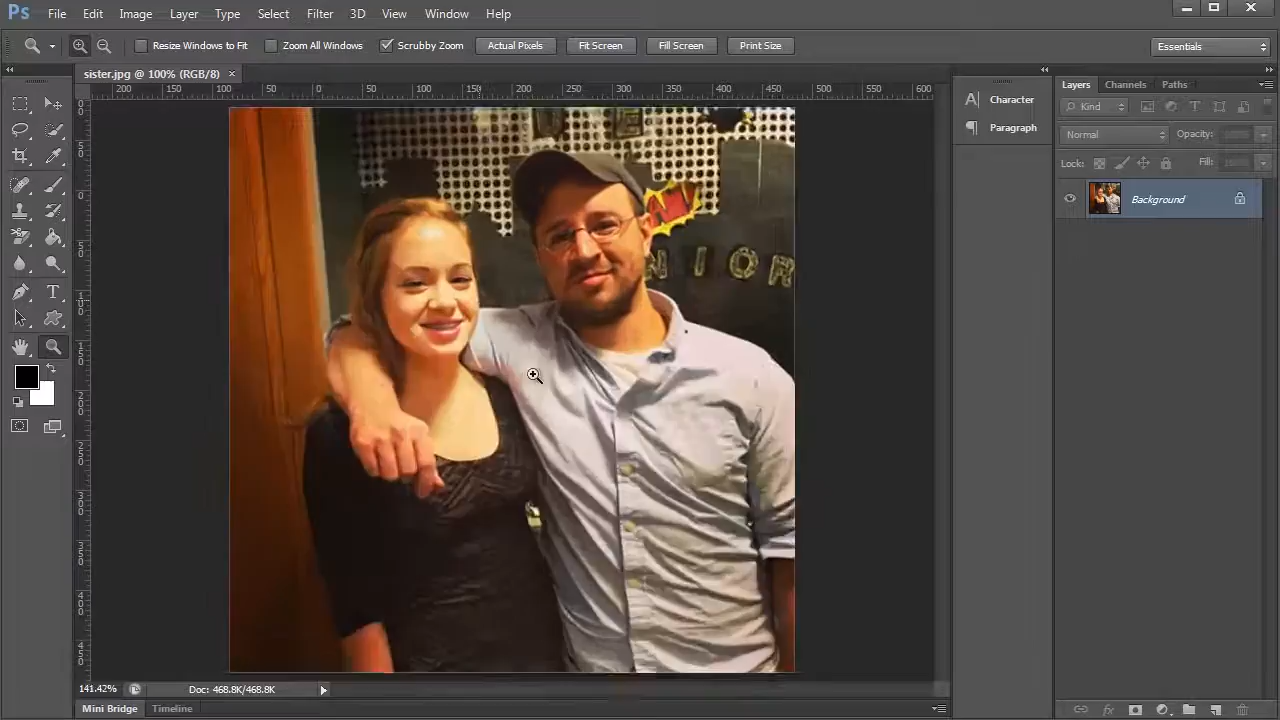 Ps File Edit Image Layer Type Select Filter 3D View Window Help
Resize Windows to Fit Zoom All Windows Scrubby Zoom Actual Pixels Fit Screen Fill Screen Print Size Essentials
sister.jpg @ 100% (RGB/8) ×
200 150 100 50 0 50 100 150 200 250 300 350 400 450 500 550 600
Character
Paragraph
Layers Channels Paths
Kind
Normal Opacity:
Lock: Fill:
Background
NIOR
141.42% Doc: 468.8K/468.8K
Mini Bridge Timeline